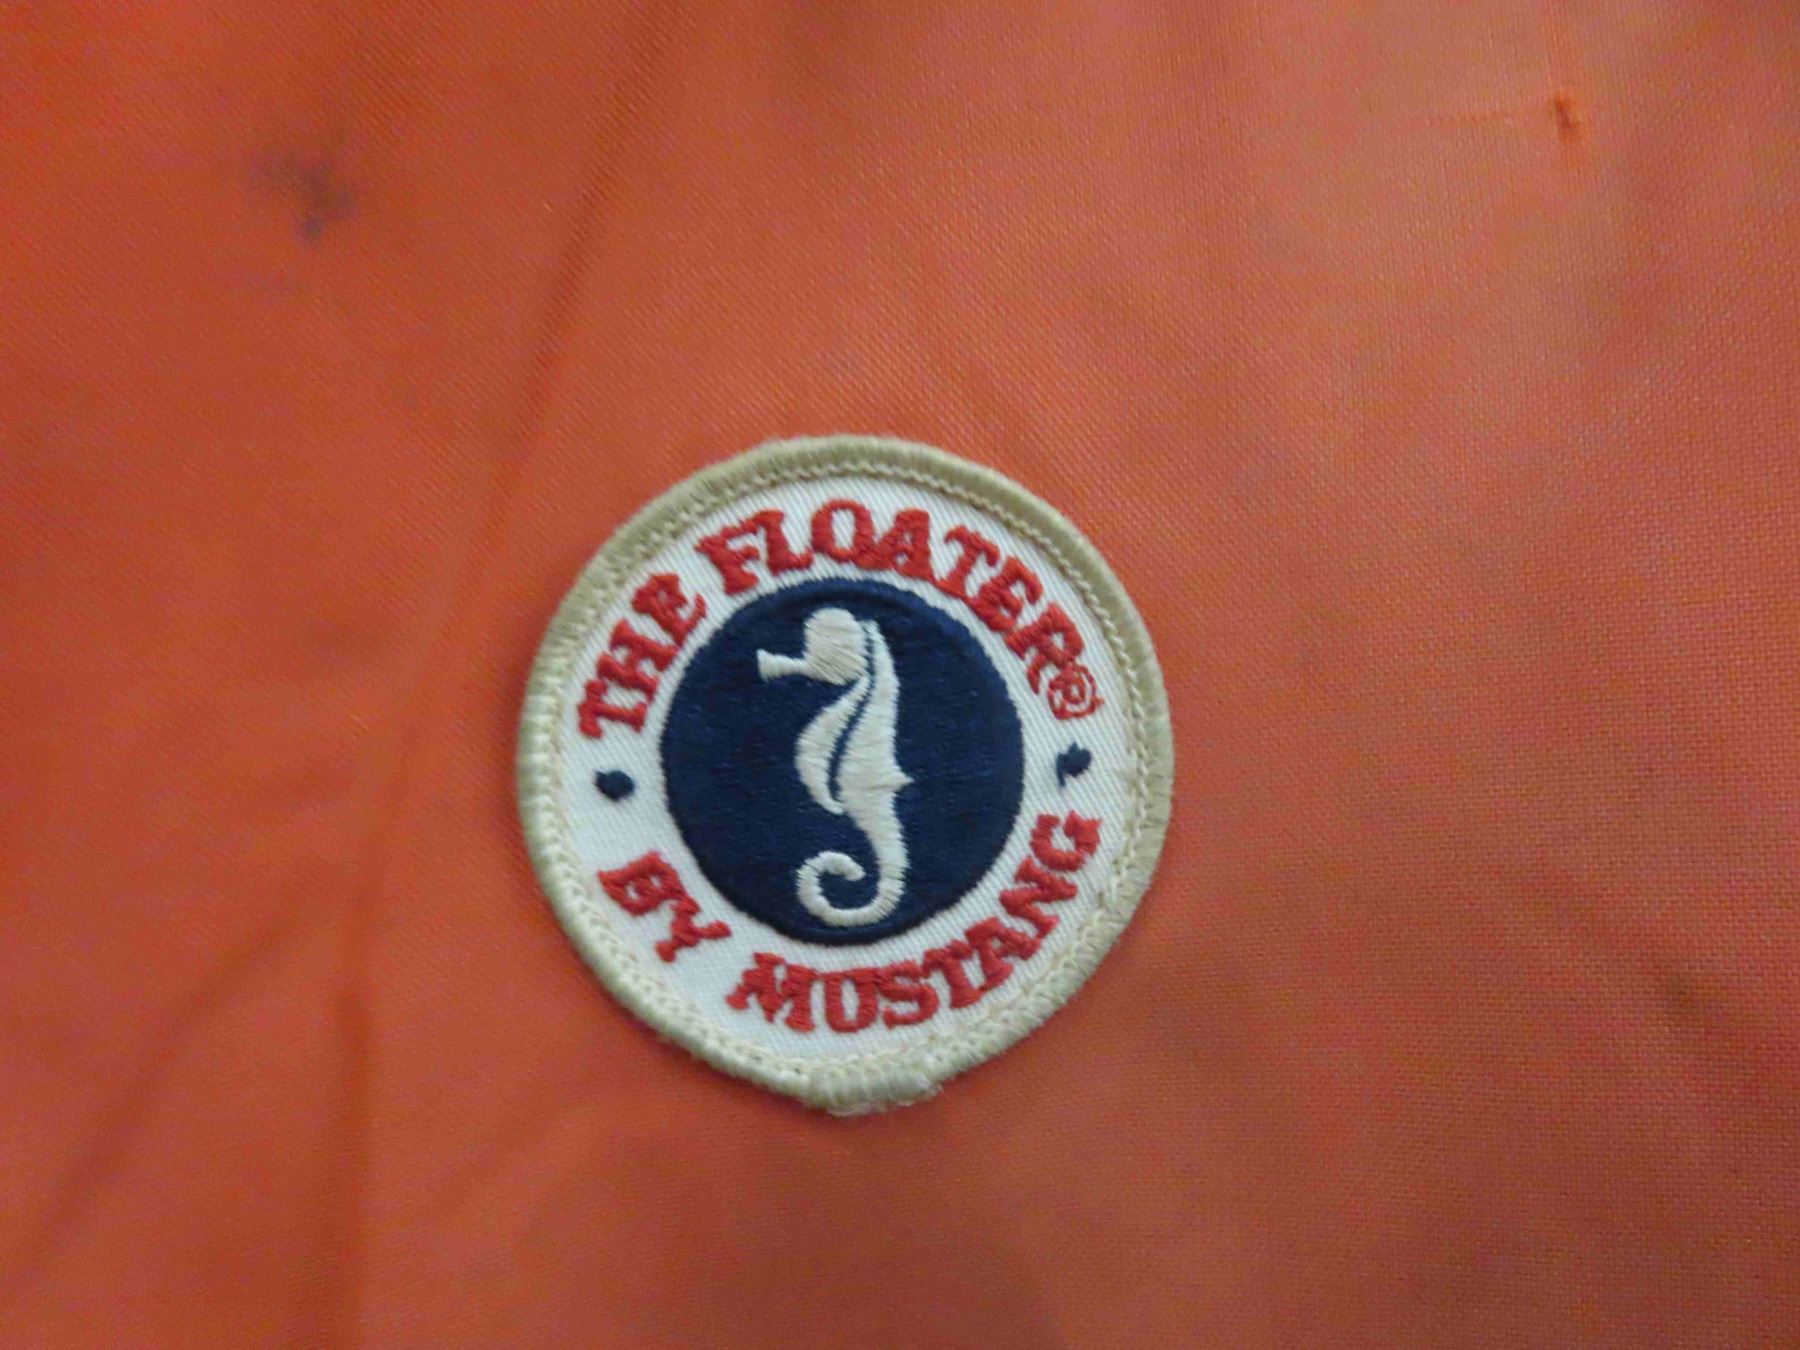 THE FLOATER®
BY MUSTANG